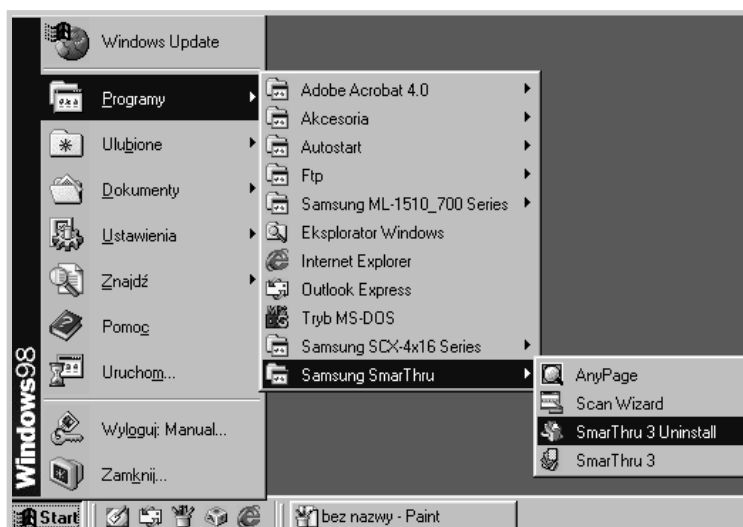 Windows Update
Programy
Ulubione
Dokumenty
Ustawienia
Znajdź
Pomoc
Uruchom...
Wyloguj: Manual...
Zamknij...
Windows98
Adobe Acrobat 4.0
Akcesoria
Autostart
Ftp
Samsung ML-1510_700 Series
Eksplorator Windows
Internet Explorer
Outlook Express
Tryb MS-DOS
Samsung SCX-4x16 Series
Samsung SmarThru
AnyPage
Scan Wizard
SmarThru 3 Uninstall
SmarThru 3
Start
bez nazwy - Paint